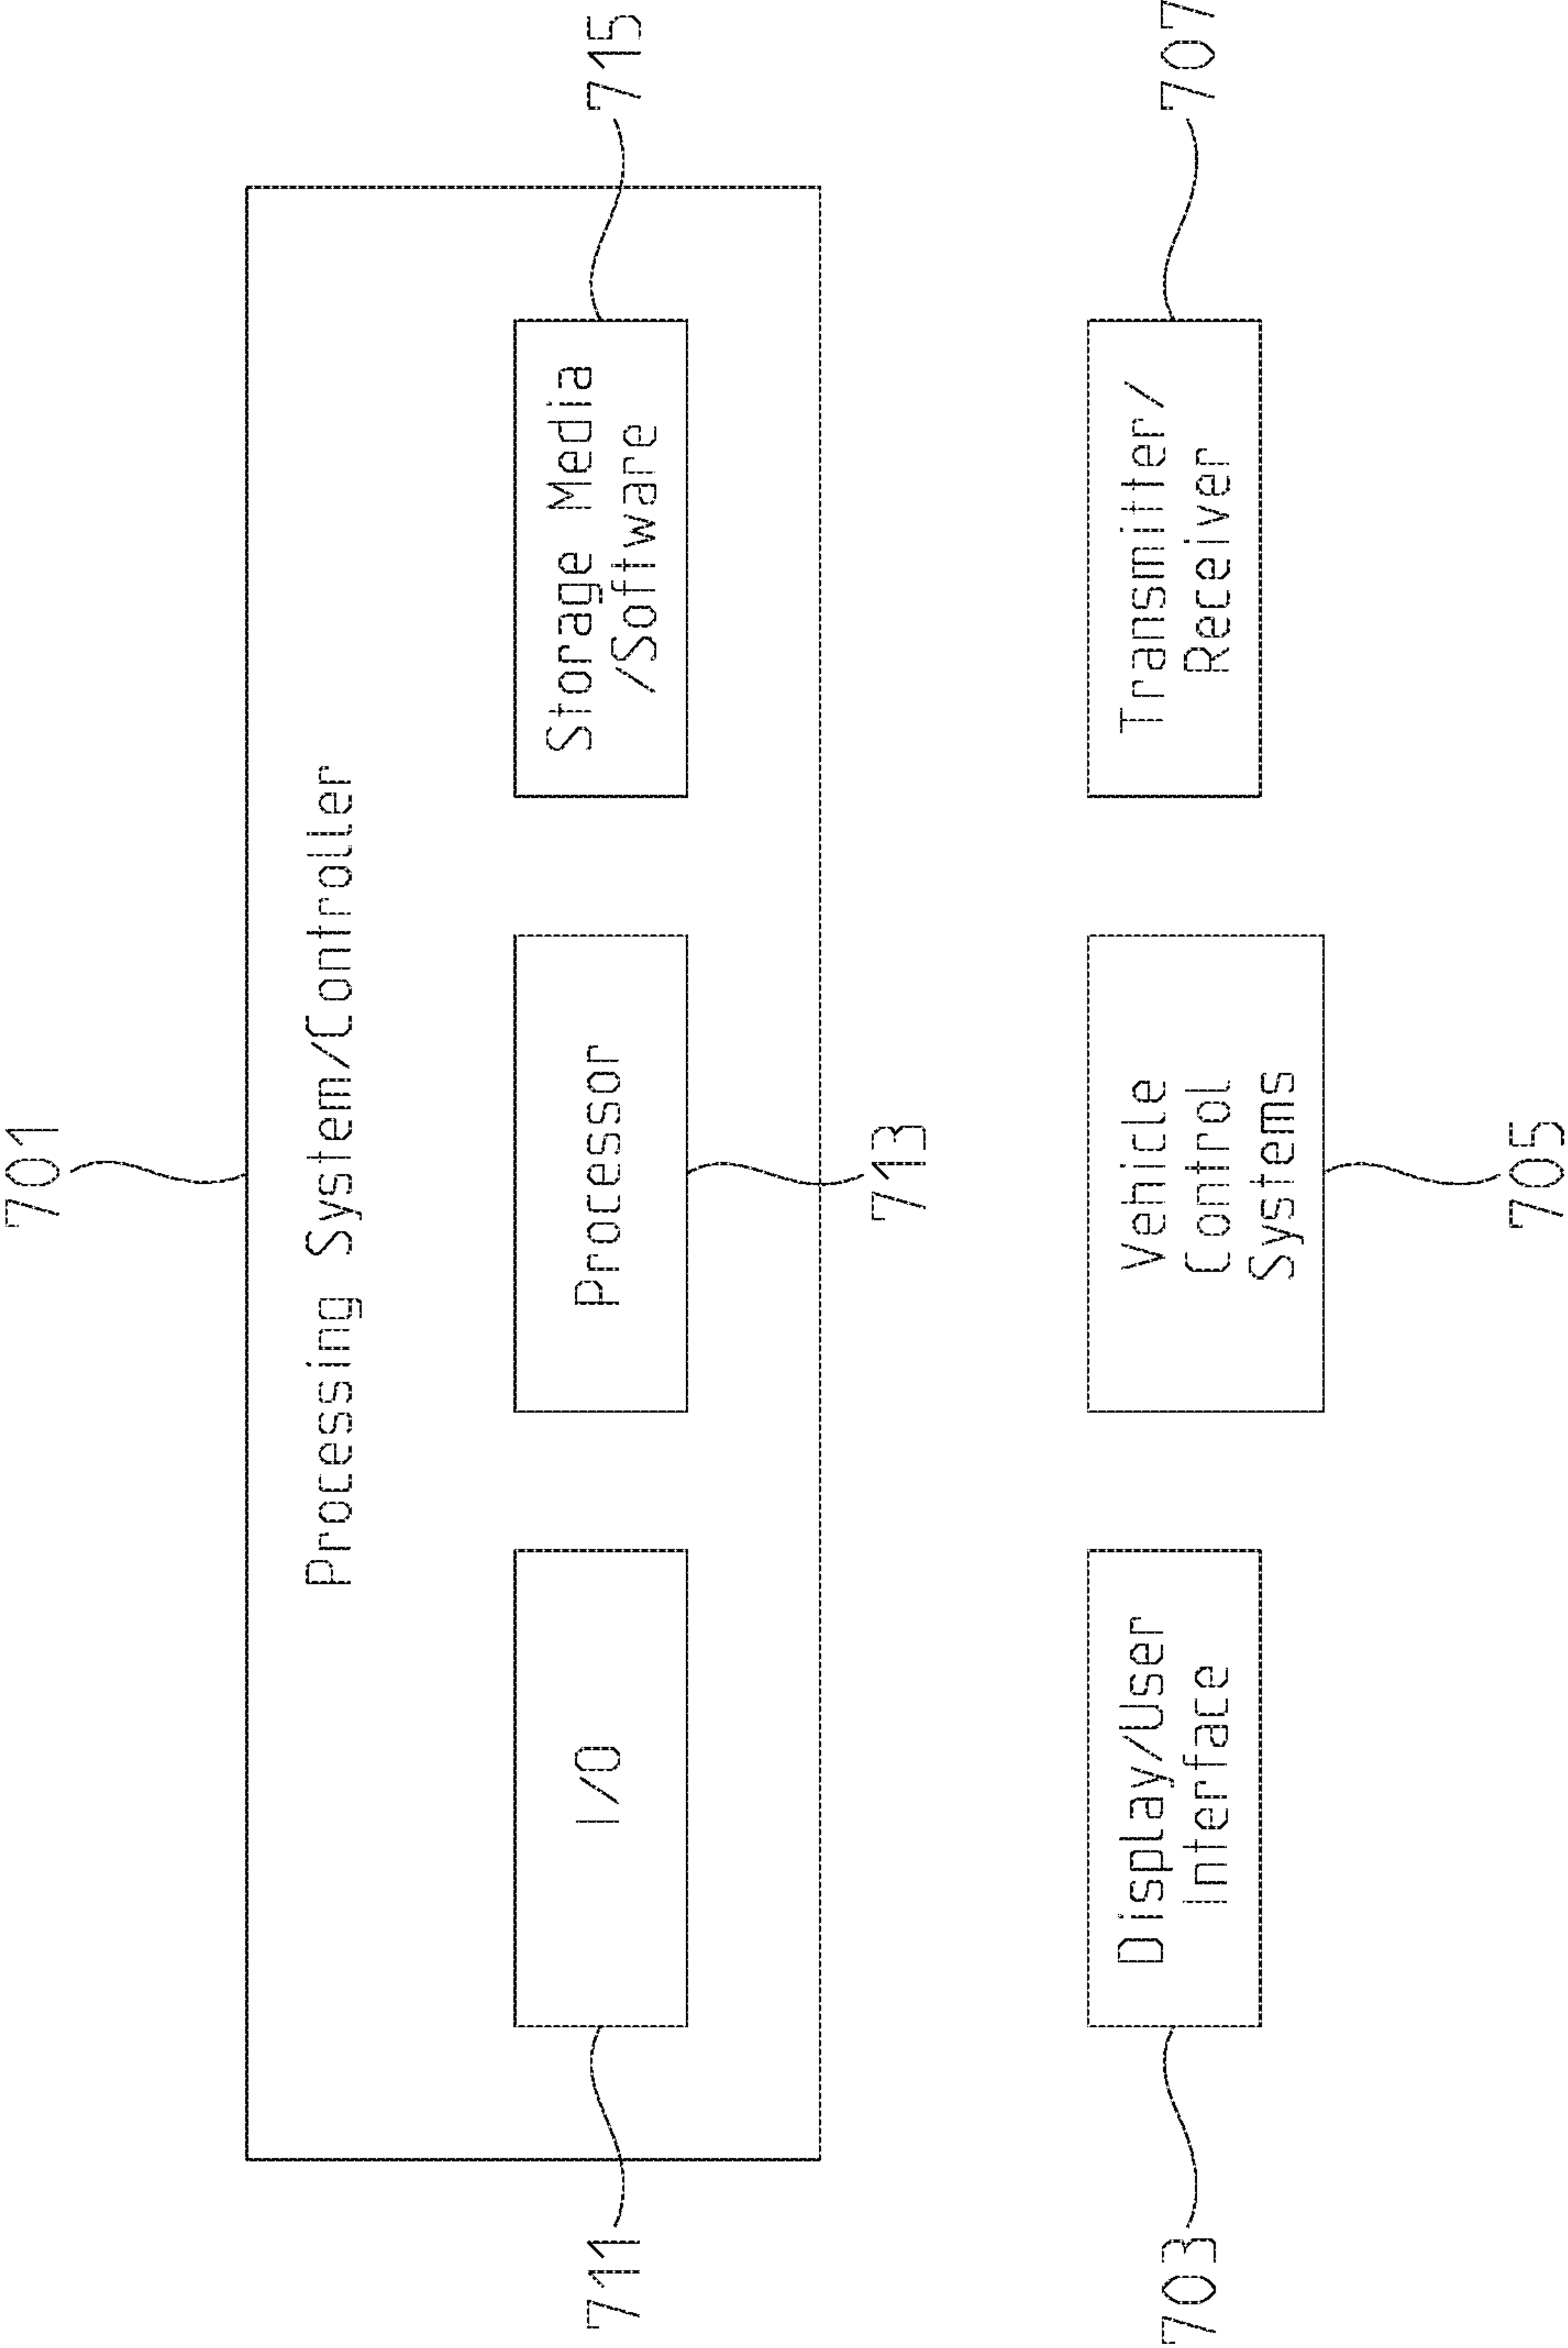 701
Processing System/Controller
I/O
Processor
Storage Media
/Software
711
713
715
Display/User
Interface
Vehicle
Control
Systems
Transmitter/
Receiver
703
705
707